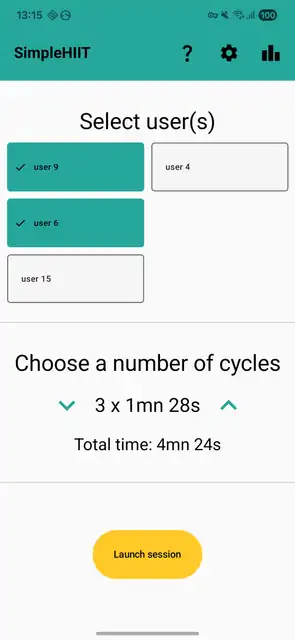 13:15
100
SimpleHIIT
?
Select user(s)
user 9
user 4
user 6
user 15
Choose a number of cycles
3 x 1mn 28s
Total time: 4mn 24s
Launch session